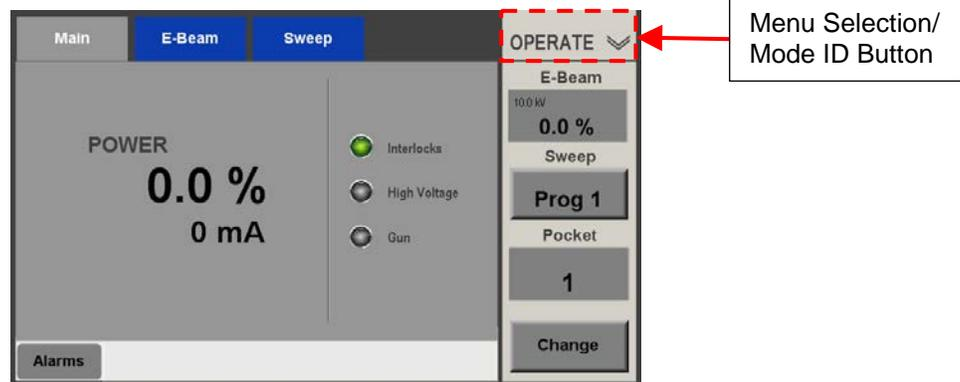 Main
E-Beam
Sweep
OPERATE
POWER
0.0 %
0 mA
Interlocks
High Voltage
Gun
Alarms
E-Beam
10.0 kV
0.0 %
Sweep
Prog 1
Pocket
1
Change
Menu Selection/
Mode ID Button